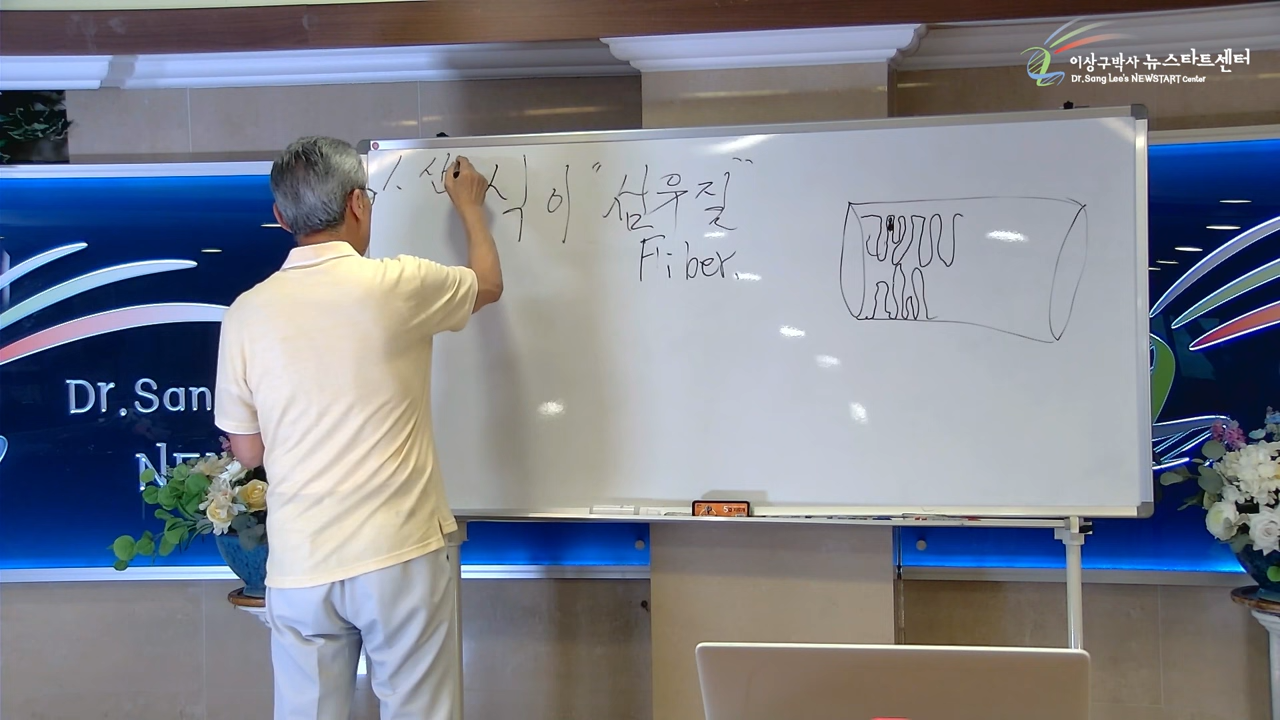 이상구박사 뉴스타트센터
Dr.Sang Lee's NEWSTART Center
1. 식이 "섬유질"
Fiber.
Dr.San